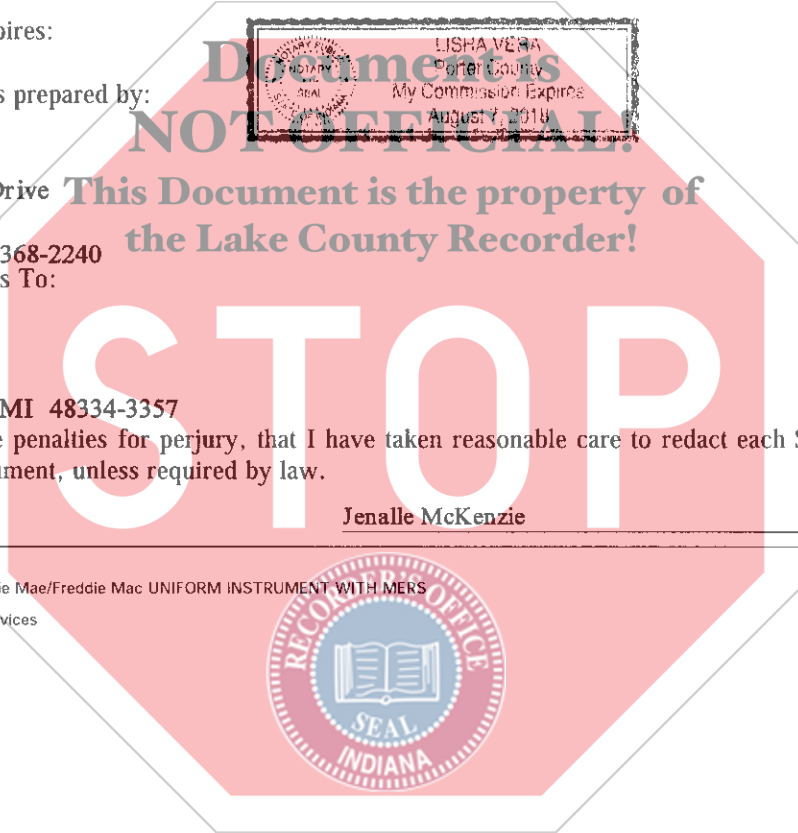 pires:
LISHA VERA
Porter County
My Commission Expires
August 7, 2018
NOTARY PUBLIC
NOTARY
SEAL
INDIANA
s prepared by:
Document is
NOT OFFICIAL!
This Document is the property of
the Lake County Recorder!
Drive
368-2240
s To:
STOP
MI 48334-3357
e penalties for perjury, that I have taken reasonable care to redact each S
ument, unless required by law.
Jenalle McKenzie
ie Mae/Freddie Mac UNIFORM INSTRUMENT WITH MERS
vices
RECORDER'S OFFICE
SEAL
INDIANA